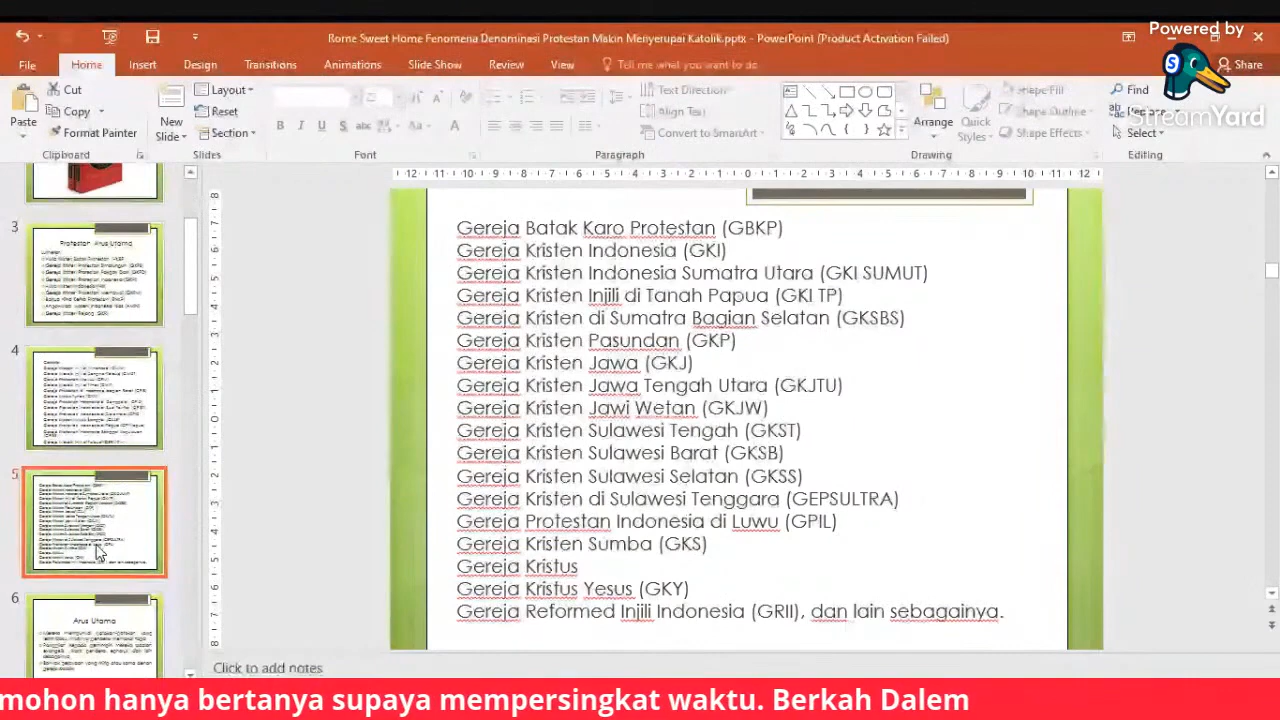 Rome Sweet Home Fenomena Denominasi Protestan Makin Menyerupai Katolik.pptx - PowerPoint (Product Activation Failed)
Powered by
StreamYard
File Home Insert Design Transitions Animations Slide Show Review View Tell me what you want to do Share
Paste
Cut
Copy
Format Painter
Clipboard
New Slide
Layout
Reset
Section
Slides
Font
Text Direction
Align Text
Convert to SmartArt
Paragraph
Arrange
Quick Styles
Shape Fill
Shape Outline
Shape Effects
Drawing
Find
Replace
Select
Editing
3
Protestan Arus Utama
4
5
6
Arus Utama
Gereja Batak Karo Protestan (GBKP)
Gereja Kristen Indonesia (GKI)
Gereja Kristen Indonesia Sumatra Utara (GKI SUMUT)
Gereja Kristen Injili di Tanah Papua (GKI TP)
Gereja Kristen di Sumatra Bagian Selatan (GKSBS)
Gereja Kristen Pasundan (GKP)
Gereja Kristen Jawa (GKJ)
Gereja Kristen Jawa Tengah Utara (GKJTU)
Gereja Kristen Jawi Wetan (GKJW)
Gereja Kristen Sulawesi Tengah (GKST)
Gereja Kristen Sulawesi Barat (GKSB)
Gereja Kristen Sulawesi Selatan (GKSS)
Gereja Kristen di Sulawesi Tenggara (GEPSULTRA)
Gereja Protestan Indonesia di Luwu (GPIL)
Gereja Kristen Sumba (GKS)
Gereja Kristus
Gereja Kristus Yesus (GKY)
Gereja Reformed Injili Indonesia (GRII), dan lain sebagainya.
Click to add notes
mohon hanya bertanya supaya mempersingkat waktu. Berkah Dalem